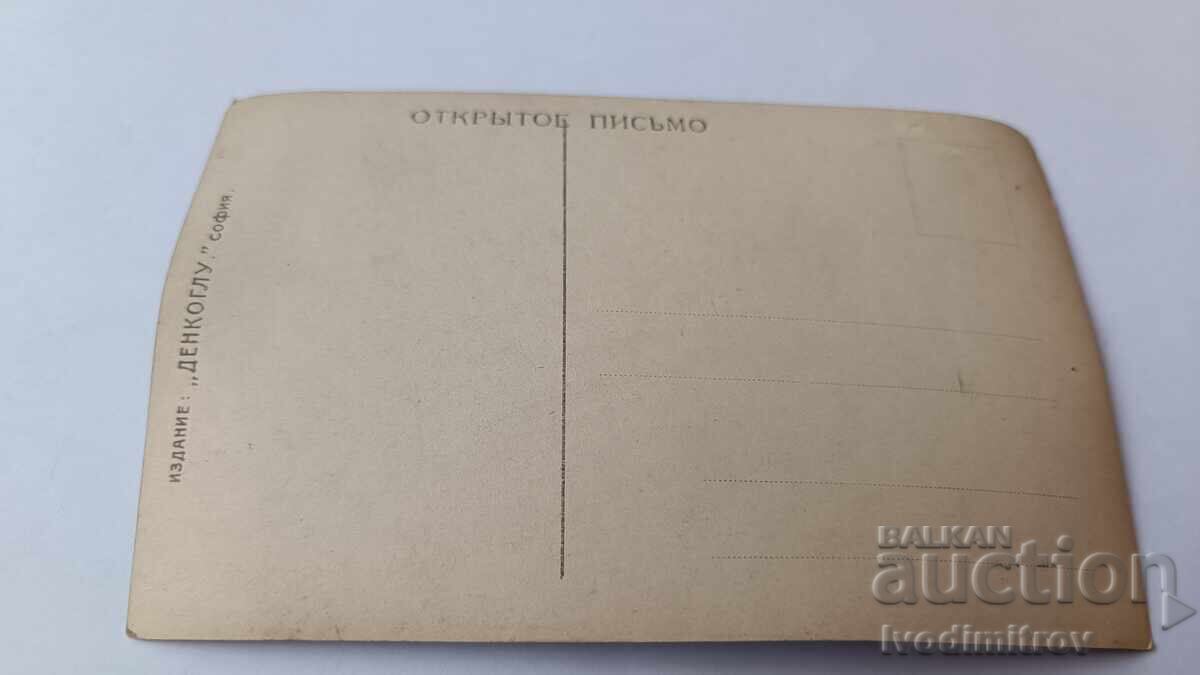 ОТКРЫТОЕ ПИСЬМО
ИЗДАНИЕ: „ДЕНКОГЛУ." СОФИЯ.
BALKAN
auction
Ivodimitrov